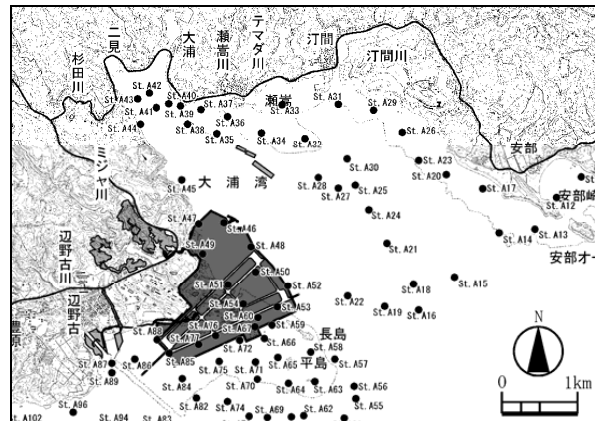 二見
大浦
瀬嵩川
テマダ川
汀間
汀間川
杉田川
St. A42
St. A43
St. A40
St. A41
St. A39
St. A37
St. A44
St. A38
St. A36
St. A35
瀬嵩
St. A33
St. A31
St. A29
St. A34
St. A32
St. A26
安部
St. A30
St. A23
St. A20
St. A17
ミジャ川
St. A45
大浦湾
St. A28
St. A27
St. A25
St. A12
安部崎
St. A24
St. A47
St. A46
St. A14
St. A13
St. A49
St. A48
St. A21
安部オー
辺野古川
St. A50
St. A51
St. A52
St. A18
St. A15
St. A54
St. A53
St. A22
St. A19
St. A16
辺野古
豊原
St. A88
St. A76
St. A60
St. A67
St. A59
St. A77
St. A72
St. A66
長島
St. A58
N
St. A87
St. A86
St. A85
St. A75
St. A71
St. A65
平島
St. A57
St. A89
St. A84
St. A70
St. A64
St. A63
St. A56
0 1km
St. A96
St. A82
St. A74
St. A55
St. A102
St. A94
St. A83
St. A69
St. A62